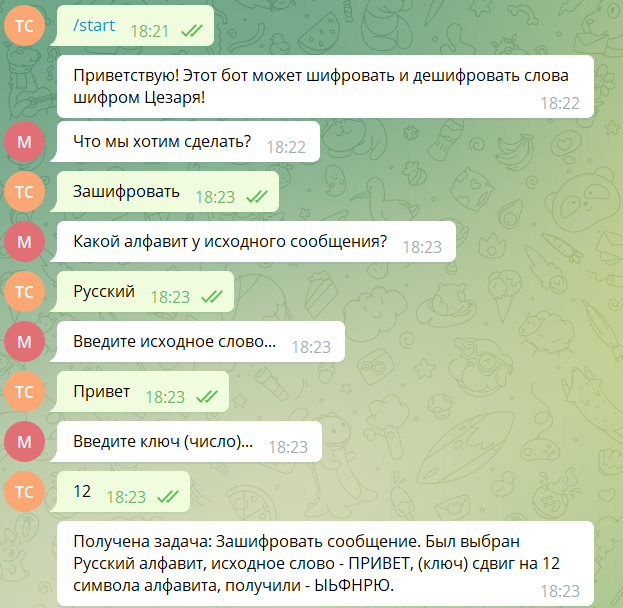 TC
/start 18:21
Приветствую! Этот бот может шифровать и дешифровать слова
шифром Цезаря!
18:22
М
Что мы хотим сделать? 18:22
TC
Зашифровать 18:23
М
Какой алфавит у исходного сообщения? 18:23
TC
Русский 18:23
М
Введите исходное слово... 18:23
TC
Привет 18:23
М
Введите ключ (число)... 18:23
TC
12 18:23
Получена задача: Зашифровать сообщение. Был выбран
Русский алфавит, исходное слово - ПРИВЕТ, (ключ) сдвиг на 12
символа алфавита, получили - ЫЬФНРЮ.
18:23